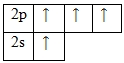 2p ↑ ↑ ↑
2s ↑